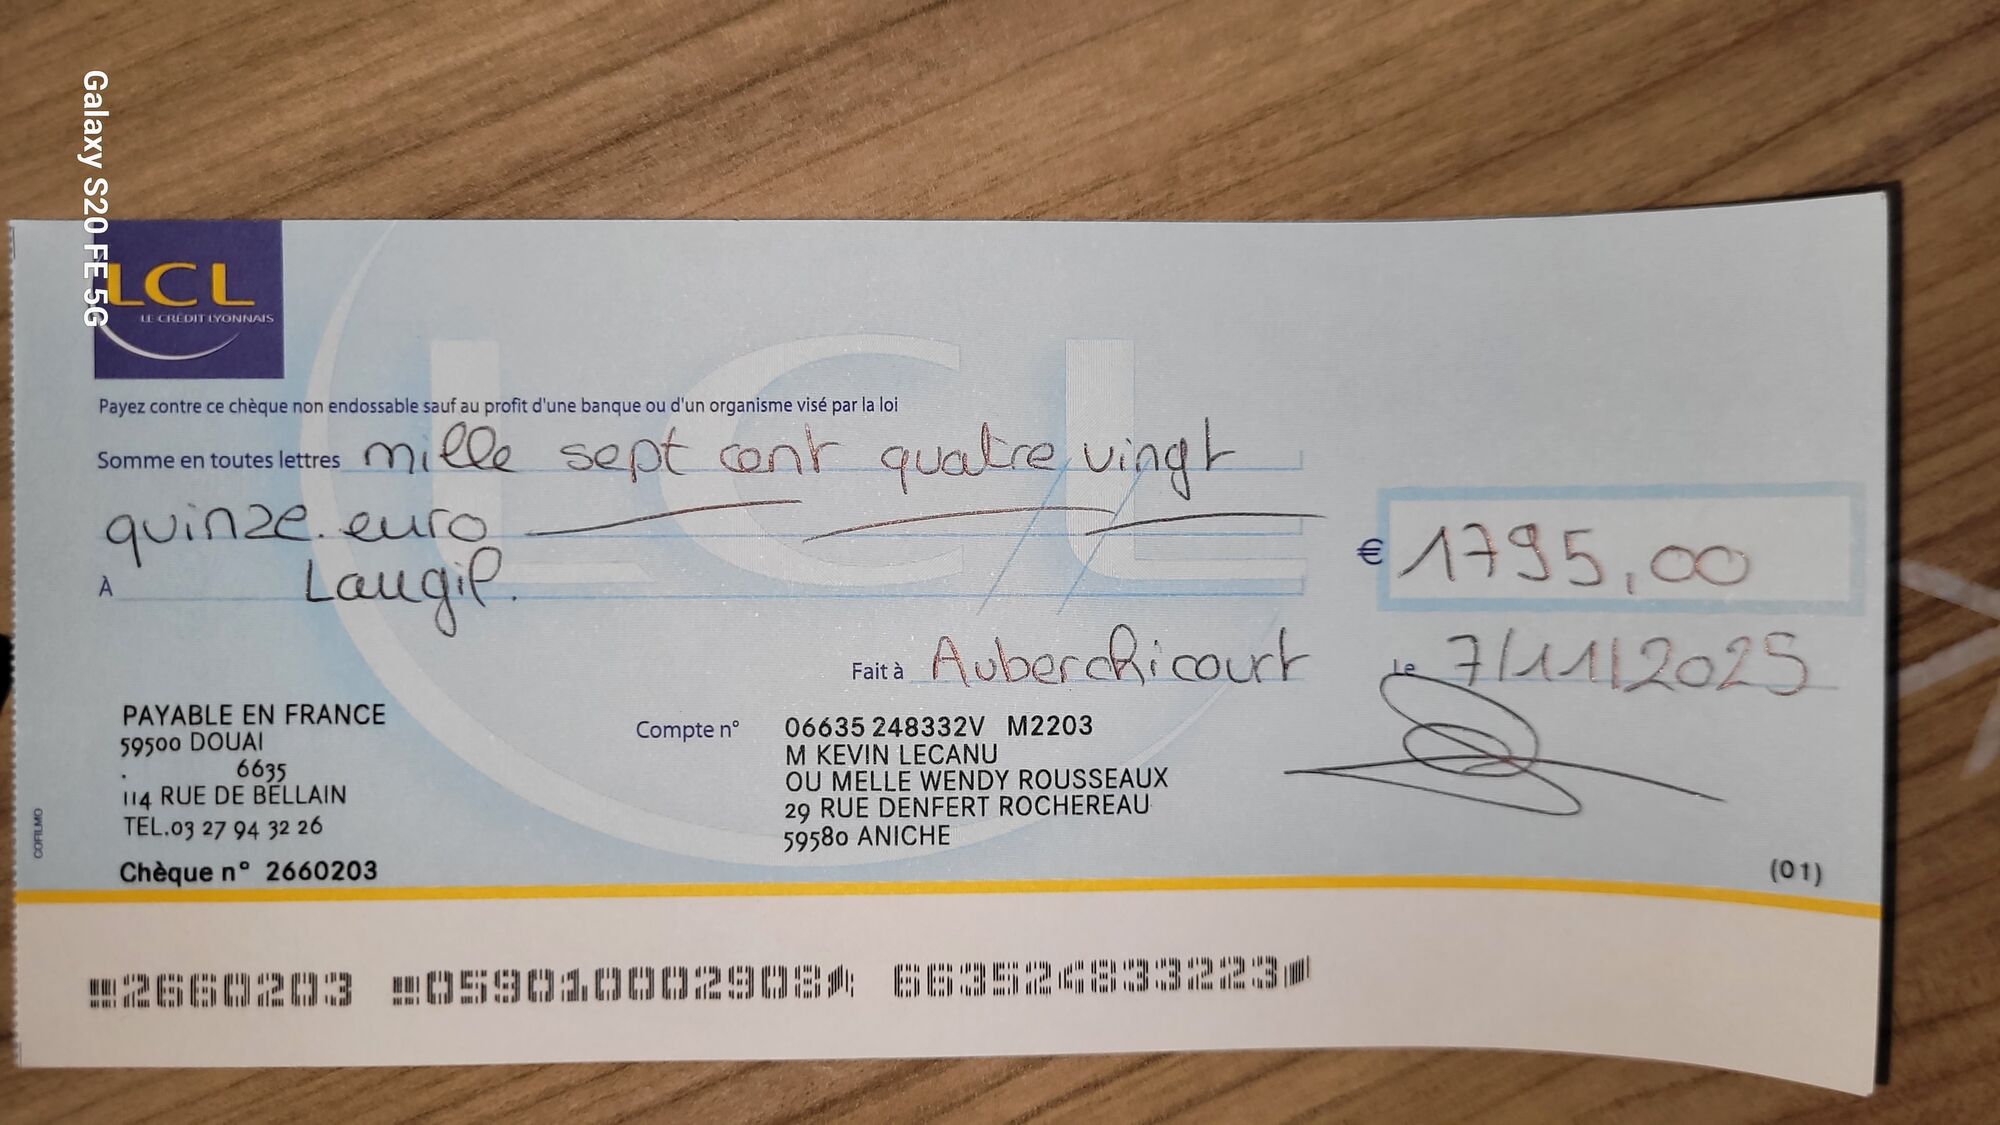 Galaxy S20 FE 5G
LCL
LE CRÉDIT LYONNAIS
Payez contre ce chèque non endossable sauf au profit d'une banque ou d'un organisme visé par la loi
Somme en toutes lettres mille sept cent quatre vingt
quinze.euro
€ 1795,00
À Laugil.
Fait à Auberchicourt Le 7/11/2025
PAYABLE EN FRANCE
59500 DOUAI
. 6635
114 RUE DE BELLAIN
TEL.03 27 94 32 26
Chèque n° 2660203
Compte n° 06635 248332V M2203
M KEVIN LECANU
OU MELLE WENDY ROUSSEAUX
29 RUE DENFERT ROCHEREAU
59580 ANICHE
(01)
COFILMO
2660203 059010002908 663524833223